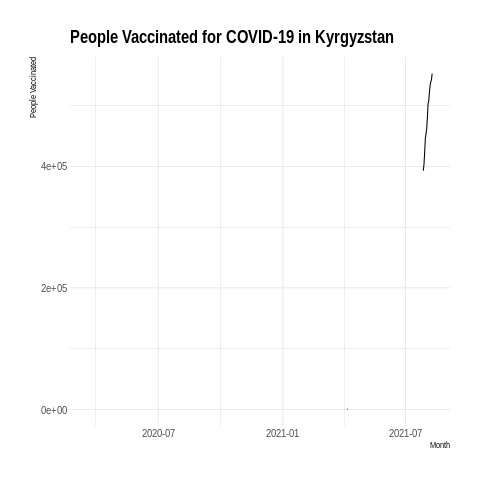 People Vaccinated for COVID-19 in Kyrgyzstan
People Vaccinated
4e+05
2e+05
0e+00
2020-07
2021-01
2021-07
Month